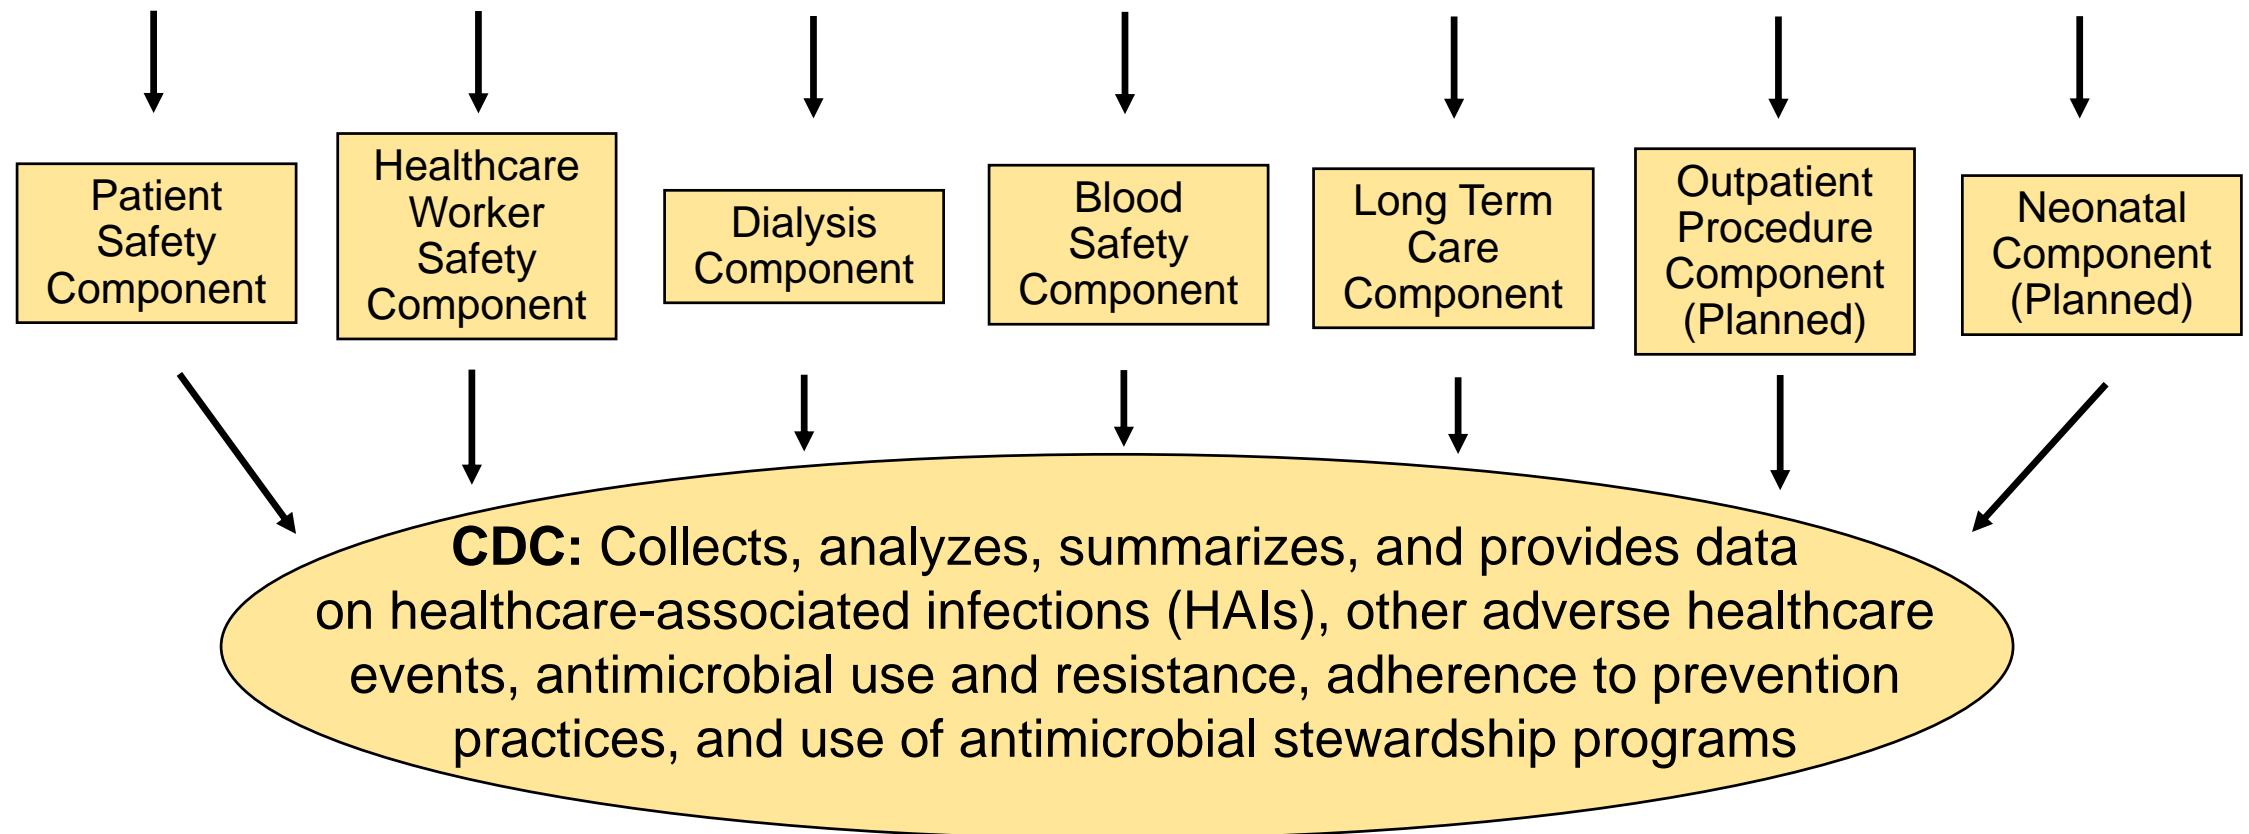 Patient
Safety
Component
Healthcare
Worker
Safety
Component
Dialysis
Component
Blood
Safety
Component
Long Term
Care
Component
Outpatient
Procedure
Component
(Planned)
Neonatal
Component
(Planned)
CDC: Collects, analyzes, summarizes, and provides data
on healthcare-associated infections (HAIs), other adverse healthcare
events, antimicrobial use and resistance, adherence to prevention
practices, and use of antimicrobial stewardship programs